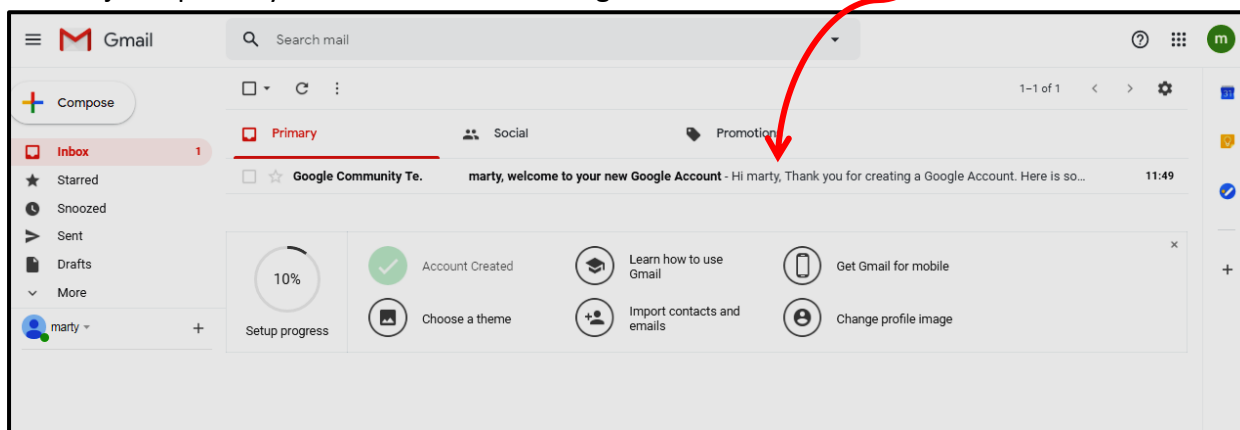 Gmail
Search mail
m
Compose
1–1 of 1
31
Primary
Social
Promotion
Inbox 1
Google Community Te. marty, welcome to your new Google Account - Hi marty, Thank you for creating a Google Account. Here is so... 11:49
Starred
Snoozed
Sent
Drafts
More
marty
10%
Setup progress
Account Created
Learn how to use
Gmail
Get Gmail for mobile
Choose a theme
Import contacts and
emails
Change profile image